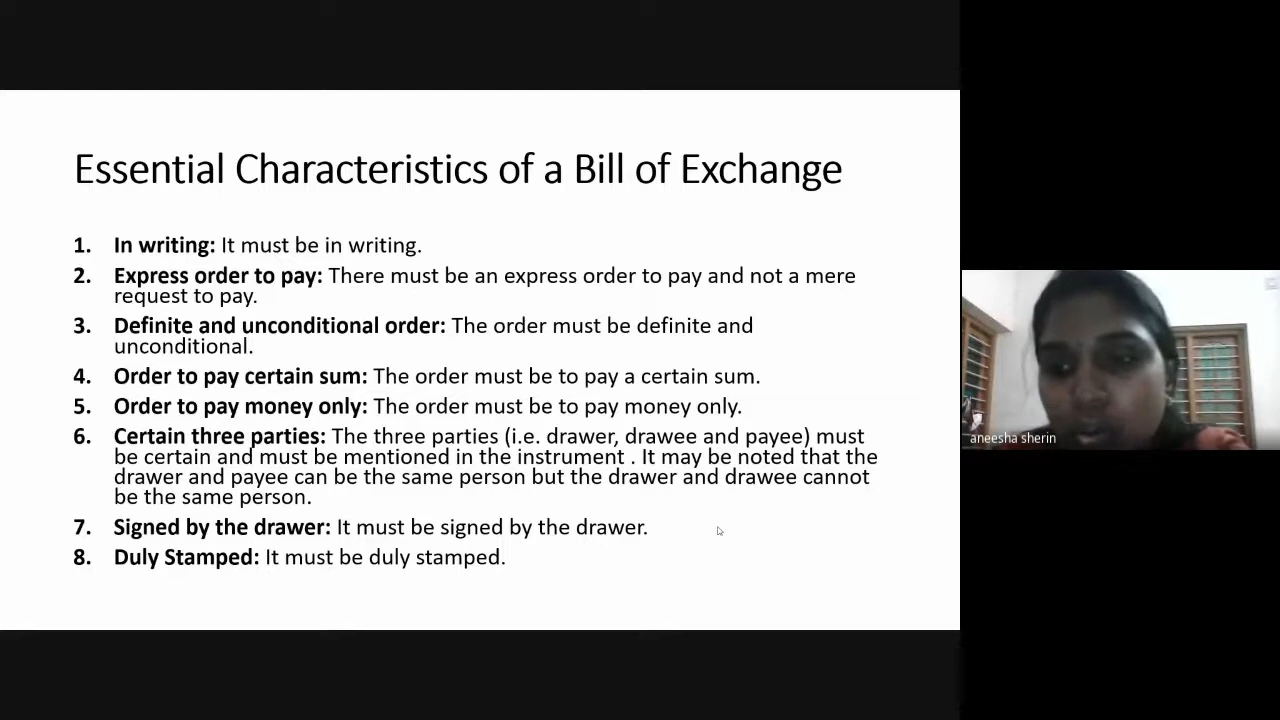 Essential Characteristics of a Bill of Exchange
1. In writing: It must be in writing.
2. Express order to pay: There must be an express order to pay and not a mere
request to pay.
3. Definite and unconditional order: The order must be definite and
unconditional.
4. Order to pay certain sum: The order must be to pay a certain sum.
5. Order to pay money only: The order must be to pay money only.
6. Certain three parties: The three parties (i.e. drawer, drawee and payee) must
be certain and must be mentioned in the instrument . It may be noted that the
drawer and payee can be the same person but the drawer and drawee cannot
be the same person.
7. Signed by the drawer: It must be signed by the drawer.
8. Duly Stamped: It must be duly stamped.
aneesha sherin